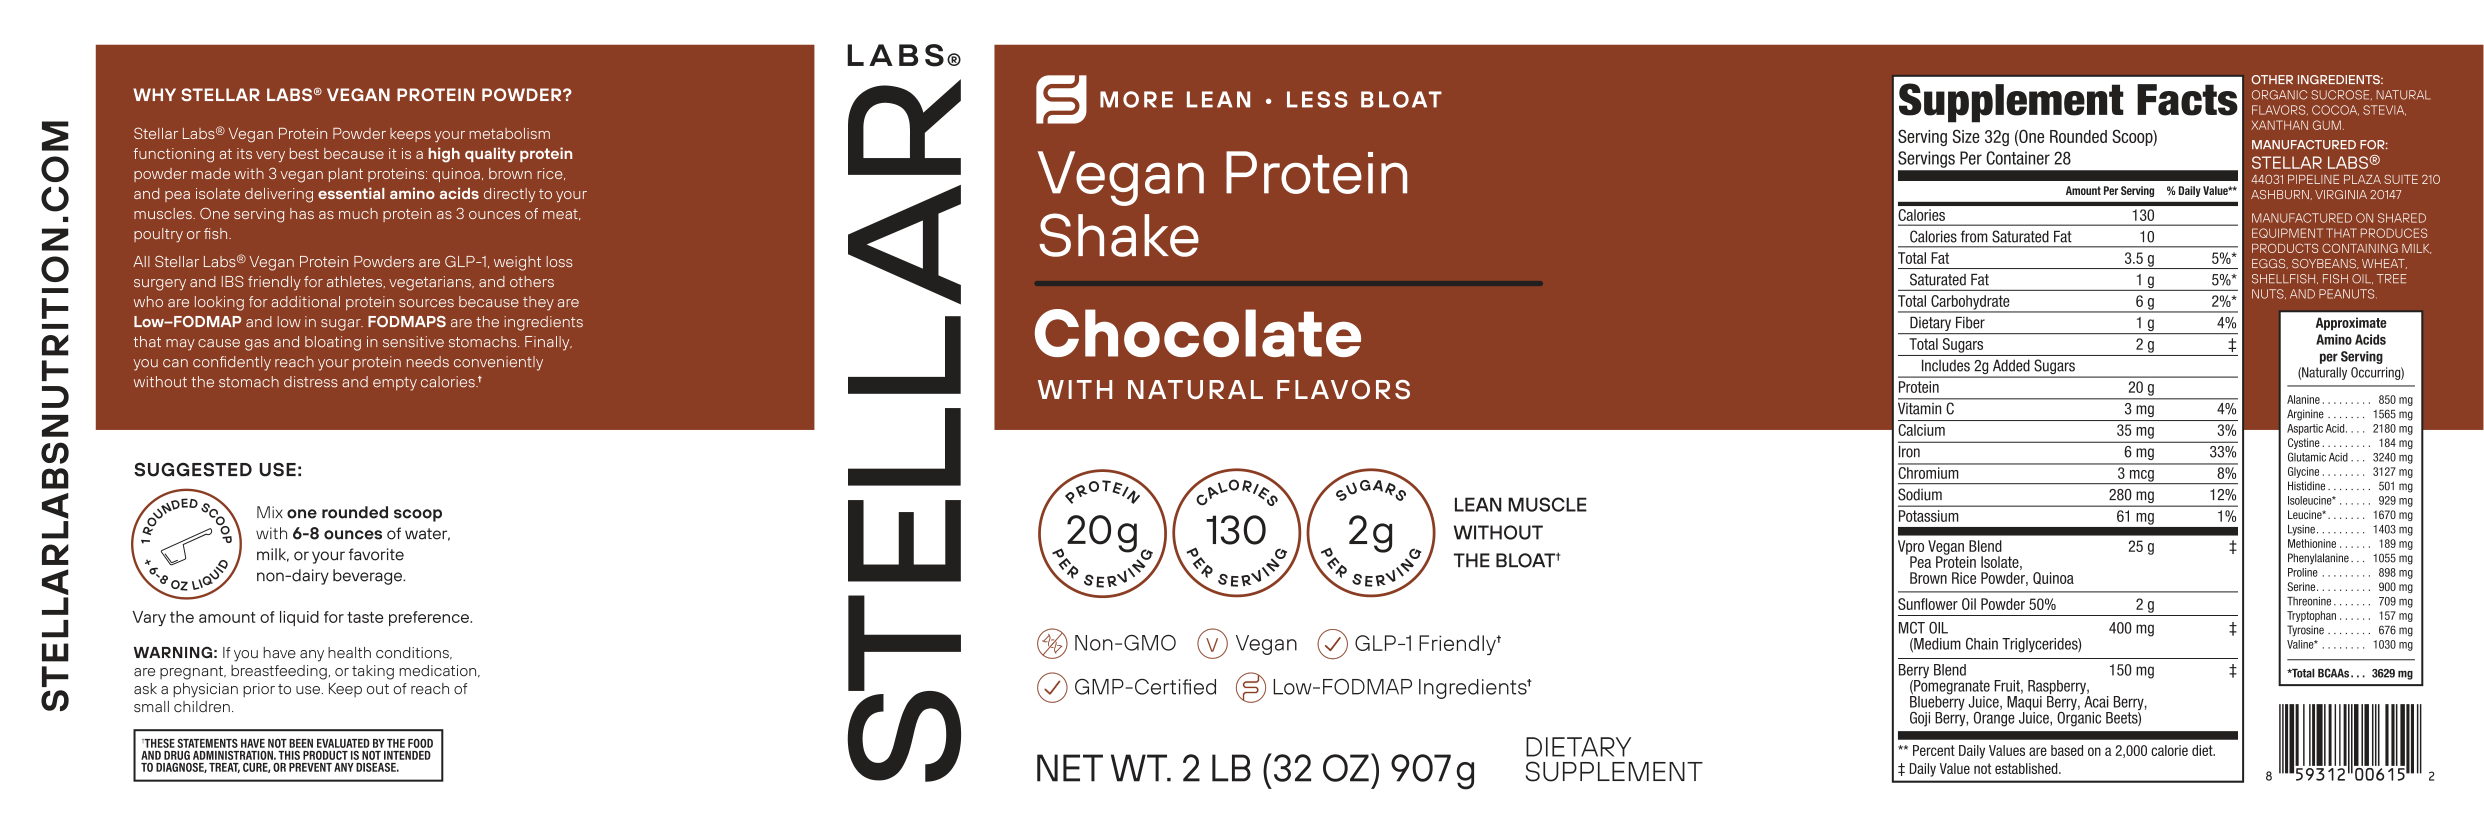 STELLARLABSNUTRITION.COM
WHY STELLAR LABS® VEGAN PROTEIN POWDER?
Stellar Labs® Vegan Protein Powder keeps your metabolism
functioning at its very best because it is a high quality protein
powder made with 3 vegan plant proteins: quinoa, brown rice,
and pea isolate delivering essential amino acids directly to your
muscles. One serving has as much protein as 3 ounces of meat,
poultry or fish.
All Stellar Labs® Vegan Protein Powders are GLP-1, weight loss
surgery and IBS friendly for athletes, vegetarians, and others
who are looking for additional protein sources because they are
Low–FODMAP and low in sugar. FODMAPS are the ingredients
that may cause gas and bloating in sensitive stomachs. Finally,
you can confidently reach your protein needs conveniently
without the stomach distress and empty calories.†
SUGGESTED USE:
1 ROUNDED SCOOP
+ 6-8 OZ LIQUID
Mix one rounded scoop
with 6-8 ounces of water,
milk, or your favorite
non-dairy beverage.
Vary the amount of liquid for taste preference.
WARNING: If you have any health conditions,
are pregnant, breastfeeding, or taking medication,
ask a physician prior to use. Keep out of reach of
small children.
†THESE STATEMENTS HAVE NOT BEEN EVALUATED BY THE FOOD
AND DRUG ADMINISTRATION. THIS PRODUCT IS NOT INTENDED
TO DIAGNOSE, TREAT, CURE, OR PREVENT ANY DISEASE.
STELLAR
LABS®
MORE LEAN • LESS BLOAT
Vegan Protein
Shake
Chocolate
WITH NATURAL FLAVORS
PROTEIN
20g
PER SERVING
CALORIES
130
PER SERVING
SUGARS
2g
PER SERVING
LEAN MUSCLE
WITHOUT
THE BLOAT†
Non-GMO
V Vegan
GLP-1 Friendly†
GMP-Certified
Low-FODMAP Ingredients†
NET WT. 2 LB (32 OZ) 907g
DIETARY
SUPPLEMENT
Supplement Facts
Serving Size 32g (One Rounded Scoop)
Servings Per Container 28
Amount Per Serving % Daily Value**
Calories 130
Calories from Saturated Fat 10
Total Fat 3.5 g 5%*
Saturated Fat 1 g 5%*
Total Carbohydrate 6 g 2%*
Dietary Fiber 1 g 4%
Total Sugars 2 g ‡
Includes 2g Added Sugars
Protein 20 g
Vitamin C 3 mg 4%
Calcium 35 mg 3%
Iron 6 mg 33%
Chromium 3 mcg 8%
Sodium 280 mg 12%
Potassium 61 mg 1%
Vpro Vegan Blend 25 g ‡
Pea Protein Isolate,
Brown Rice Powder, Quinoa
Sunflower Oil Powder 50% 2 g
MCT OIL 400 mg ‡
(Medium Chain Triglycerides)
Berry Blend 150 mg ‡
(Pomegranate Fruit, Raspberry,
Blueberry Juice, Maqui Berry, Acai Berry,
Goji Berry, Orange Juice, Organic Beets)
** Percent Daily Values are based on a 2,000 calorie diet.
‡ Daily Value not established.
OTHER INGREDIENTS:
ORGANIC SUCROSE, NATURAL
FLAVORS, COCOA, STEVIA,
XANTHAN GUM.
MANUFACTURED FOR:
STELLAR LABS®
44031 PIPELINE PLAZA SUITE 210
ASHBURN, VIRGINIA 20147
MANUFACTURED ON SHARED
EQUIPMENT THAT PRODUCES
PRODUCTS CONTAINING MILK,
EGGS, SOYBEANS, WHEAT,
SHELLFISH, FISH OIL, TREE
NUTS, AND PEANUTS.
Approximate
Amino Acids
per Serving
(Naturally Occurring)
Alanine . . . . . . . . . 850 mg
Arginine . . . . . . . 1565 mg
Aspartic Acid. . . . 2180 mg
Cystine . . . . . . . . . 184 mg
Glutamic Acid . . . 3240 mg
Glycine . . . . . . . . 3127 mg
Histidine . . . . . . . . 501 mg
Isoleucine* . . . . . . 929 mg
Leucine* . . . . . . . 1670 mg
Lysine. . . . . . . . . 1403 mg
Methionine . . . . . . 189 mg
Phenylalanine . . . 1055 mg
Proline . . . . . . . . . 898 mg
Serine. . . . . . . . . . 900 mg
Threonine . . . . . . . 709 mg
Tryptophan . . . . . . 157 mg
Tyrosine . . . . . . . . 676 mg
Valine* . . . . . . . . 1030 mg
*Total BCAAs . . . 3629 mg
8 59312 00615 2